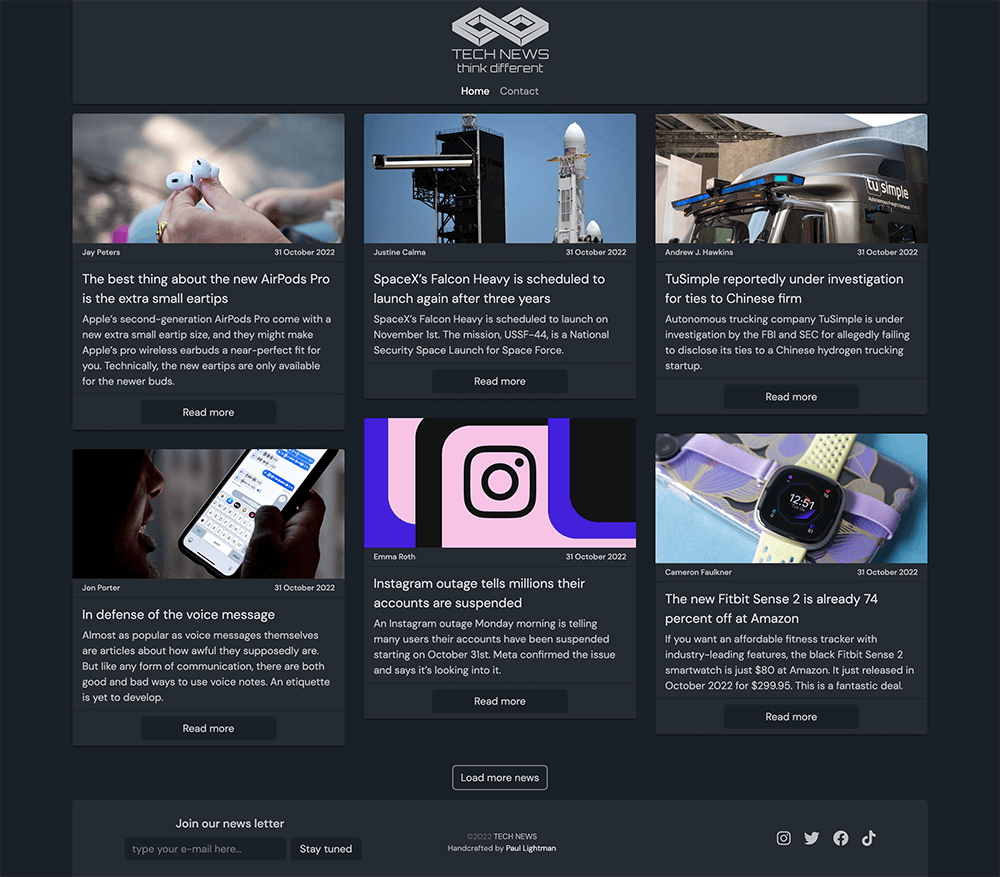 TECH NEWS
think different
Home Contact
Jay Peters 31 October 2022
The best thing about the new AirPods Pro
is the extra small eartips
Apple’s second-generation AirPods Pro come with a
new extra small eartip size, and they might make
Apple’s pro wireless earbuds a near-perfect fit for
you. Technically, the new eartips are only available
for the newer buds.
Read more
Justine Calma 31 October 2022
SpaceX’s Falcon Heavy is scheduled to
launch again after three years
SpaceX’s Falcon Heavy is scheduled to launch on
November 1st. The mission, USSF-44, is a National
Security Space Launch for Space Force.
Read more
tu simple
Autonomous Freight Network
Andrew J. Hawkins 31 October 2022
TuSimple reportedly under investigation
for ties to Chinese firm
Autonomous trucking company TuSimple is under
investigation by the FBI and SEC for allegedly failing
to disclose its ties to a Chinese hydrogen trucking
startup.
Read more
Jon Porter 31 October 2022
In defense of the voice message
Almost as popular as voice messages themselves
are articles about how awful they supposedly are.
But like any form of communication, there are both
good and bad ways to use voice notes. An etiquette
is yet to develop.
Read more
Emma Roth 31 October 2022
Instagram outage tells millions their
accounts are suspended
An Instagram outage Monday morning is telling
many users their accounts have been suspended
starting on October 31st. Meta confirmed the issue
and says it’s looking into it.
Read more
12:51
Cameron Faulkner 31 October 2022
The new Fitbit Sense 2 is already 74
percent off at Amazon
If you want an affordable fitness tracker with
industry-leading features, the black Fitbit Sense 2
smartwatch is just $80 at Amazon. It just released in
October 2022 for $299.95. This is a fantastic deal.
Read more
Load more news
Join our news letter
type your e-mail here...
Stay tuned
©2022 TECH NEWS
Handcrafted by Paul Lightman